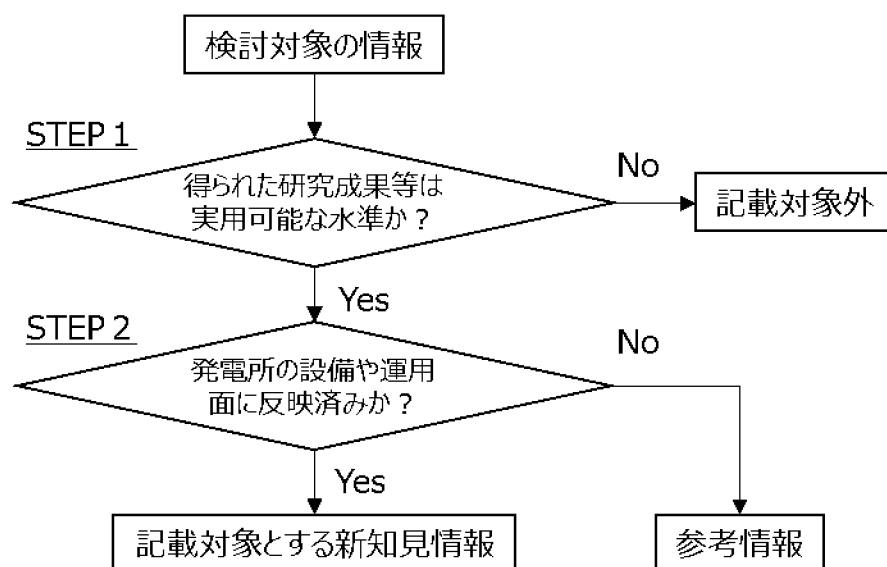 検討対象の情報
STEP 1
得られた研究成果等は
実用可能な水準か？
No
記載対象外
Yes
STEP 2
発電所の設備や運用
面に反映済みか？
No
Yes
記載対象とする新知見情報
参考情報